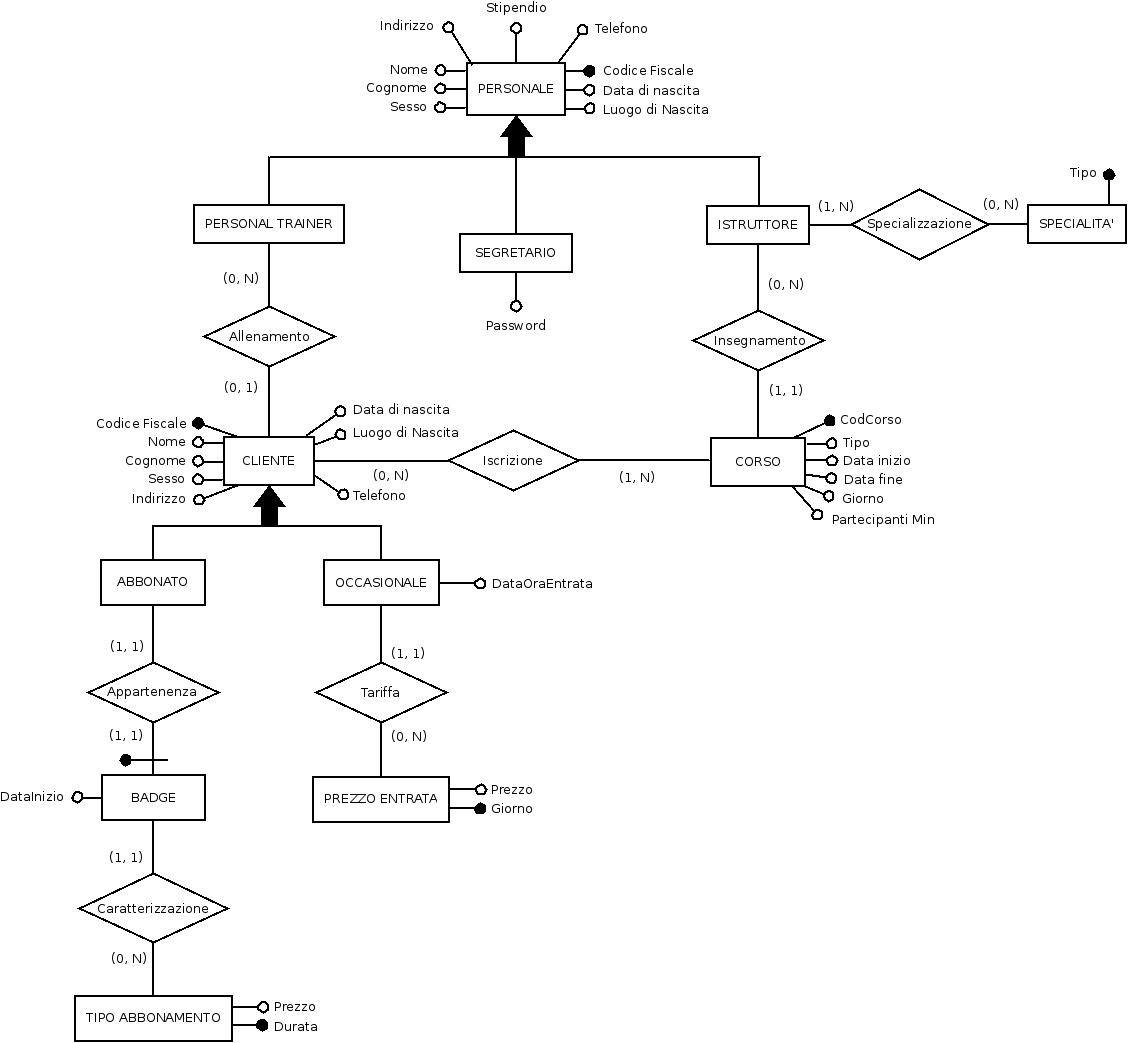 Stipendio
Indirizzo
Telefono
Nome
Codice Fiscale
Cognome
PERSONALE
Data di nascita
Sesso
Luogo di Nascita
Tipo
PERSONAL TRAINER
ISTRUTTORE
(1, N)
Specializzazione
(0, N)
SPECIALITA'
SEGRETARIO
(0, N)
(0, N)
Password
Allenamento
Insegnamento
(0, 1)
(1, 1)
Codice Fiscale
Data di nascita
CodCorso
Nome
Luogo di Nascita
Tipo
Cognome
CLIENTE
Iscrizione
CORSO
Data inizio
Sesso
(0, N)
(1, N)
Data fine
Indirizzo
Telefono
Giorno
Partecipanti Min
ABBONATO
OCCASIONALE
DataOraEntrata
(1, 1)
(1, 1)
Appartenenza
Tariffa
(1, 1)
(0, N)
DataInizio
BADGE
PREZZO ENTRATA
Prezzo
Giorno
(1, 1)
Caratterizzazione
(0, N)
TIPO ABBONAMENTO
Prezzo
Durata